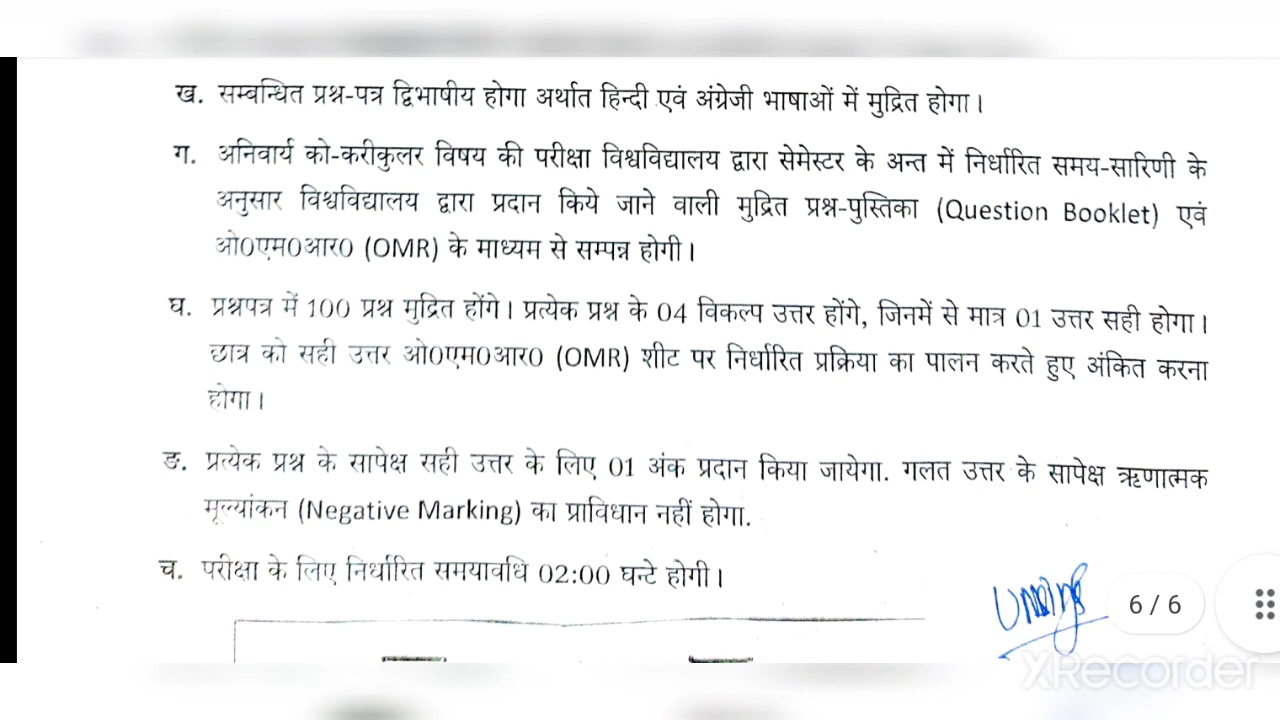 ख. सम्बन्धित प्रश्न-पत्र द्विभाषीय होगा अर्थात हिन्दी एवं अंग्रेजी भाषाओं में मुद्रित होगा।
ग. अनिवार्य को-करीकुलर विषय की परीक्षा विश्वविद्यालय द्वारा सेमेस्टर के अन्त में निर्धारित समय-सारिणी के
अनुसार विश्वविद्यालय द्वारा प्रदान किये जाने वाली मुद्रित प्रश्न-पुस्तिका (Question Booklet) एवं
ओ0एम0आर0 (OMR) के माध्यम से सम्पन्न होगी।
घ. प्रश्नपत्र में 100 प्रश्न मुद्रित होंगे। प्रत्येक प्रश्न के 04 विकल्प उत्तर होंगे, जिनमें से मात्र 01 उत्तर सही होगा।
छात्र को सही उत्तर ओ0एम0आर0 (OMR) शीट पर निर्धारित प्रक्रिया का पालन करते हुए अंकित करना
होगा।
ङ. प्रत्येक प्रश्न के सापेक्ष सही उत्तर के लिए 01 अंक प्रदान किया जायेगा. गलत उत्तर के सापेक्ष ऋणात्मक
मूल्यांकन (Negative Marking) का प्राविधान नहीं होगा.
च. परीक्षा के लिए निर्धारित समयावधि 02:00 घन्टे होगी।
6 / 6
XRecorder